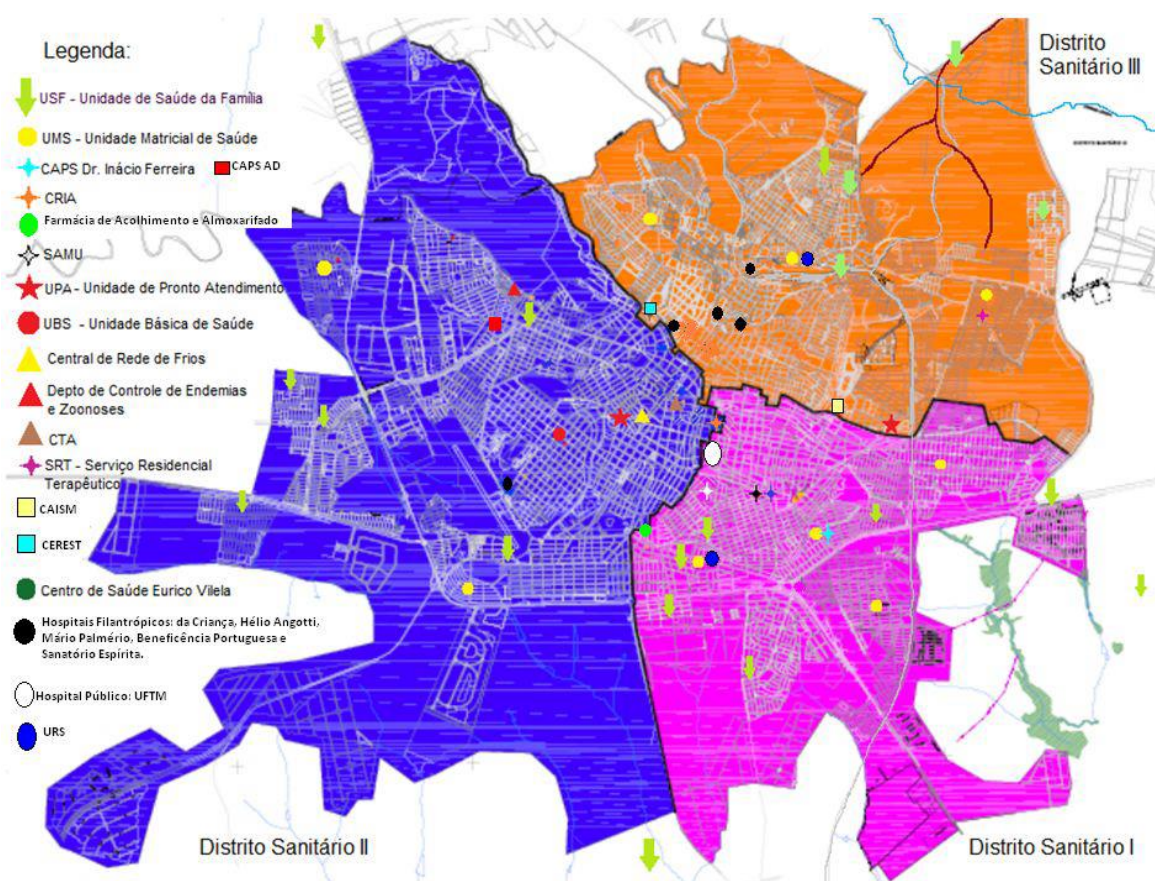 Legenda:
USF - Unidade de Saúde da Família
UMS - Unidade Matricial de Saúde
CAPS Dr. Inácio Ferreira
CAPS AD
CRIA
Farmácia de Acolhimento e Almoxarifado
SAMU
UPA - Unidade de Pronto Atendimento
UBS - Unidade Básica de Saúde
Central de Rede de Frios
Depto de Controle de Endemias
e Zoonoses
CTA
SRT - Serviço Residencial
Terapêutico
CAISM
CEREST
Centro de Saúde Eurico Vilela
Hospitais Filantrópicos: da Criança, Hélio Angotti,
Mário Palmério, Beneficência Portuguesa e
Sanatório Espírita.
Hospital Público: UFTM
URS
Distrito
Sanitário III
Distrito Sanitário II
Distrito Sanitário I